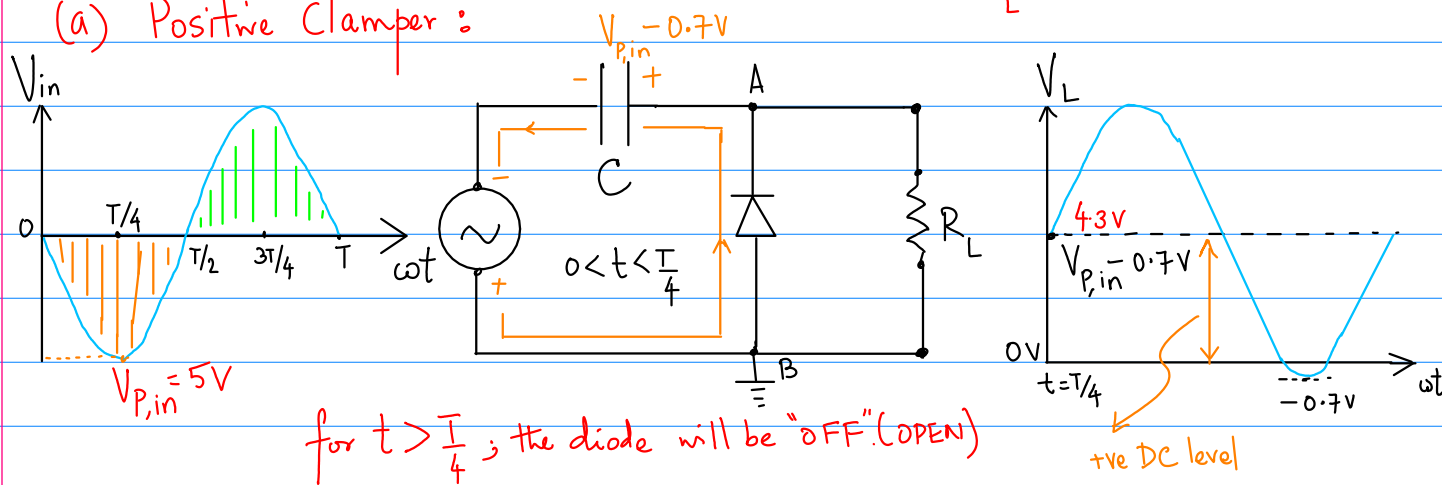 L
(a) Positive Clamper :
V_P,in − 0.7V
Vin
− +
A
V_L
C
T/4
0
T/2 3T/4 T
ωt
−
+
0<t<T/4
R_L
4.3V
V_P,in − 0.7V
0V
t=T/4
ωt
−0.7V
B
V_P,in = 5V
for t > T/4 ; the diode will be "OFF".(OPEN)
+ve DC level